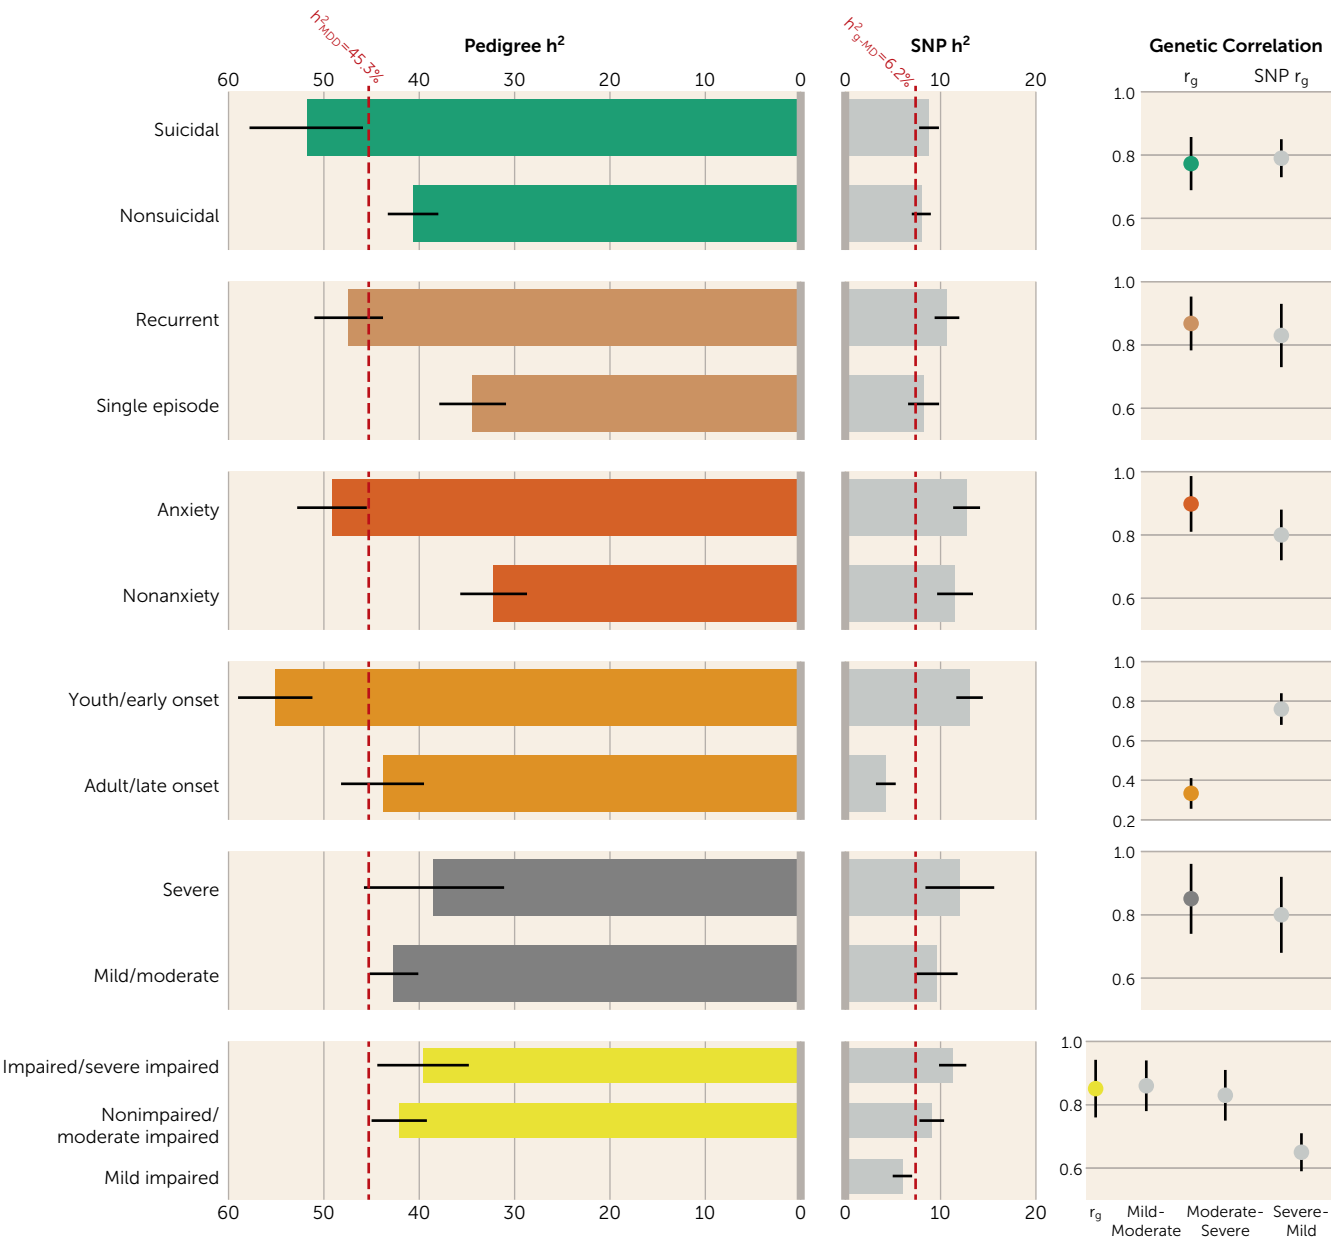 h²MDD=45.3%
Pedigree h²
h²g-MD=6.2%
SNP h²
Genetic Correlation
rg SNP rg
60 50 40 30 20 10 0
0 10 20
Suicidal
Nonsuicidal
1.0
0.8
0.6
Recurrent
Single episode
1.0
0.8
0.6
Anxiety
Nonanxiety
1.0
0.8
0.6
Youth/early onset
Adult/late onset
1.0
0.8
0.6
0.4
0.2
Severe
Mild/moderate
1.0
0.8
0.6
Impaired/severe impaired
Nonimpaired/
moderate impaired
Mild impaired
1.0
0.8
0.6
60 50 40 30 20 10 0
0 10 20
rg
Mild-
Moderate
Moderate-
Severe
Severe-
Mild